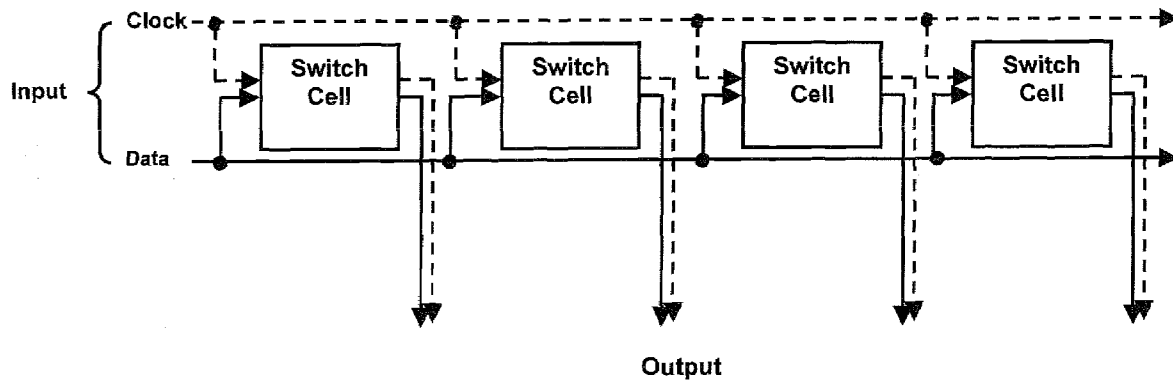 Clock
Input
Data
Switch
Cell
Switch
Cell
Switch
Cell
Switch
Cell
Output